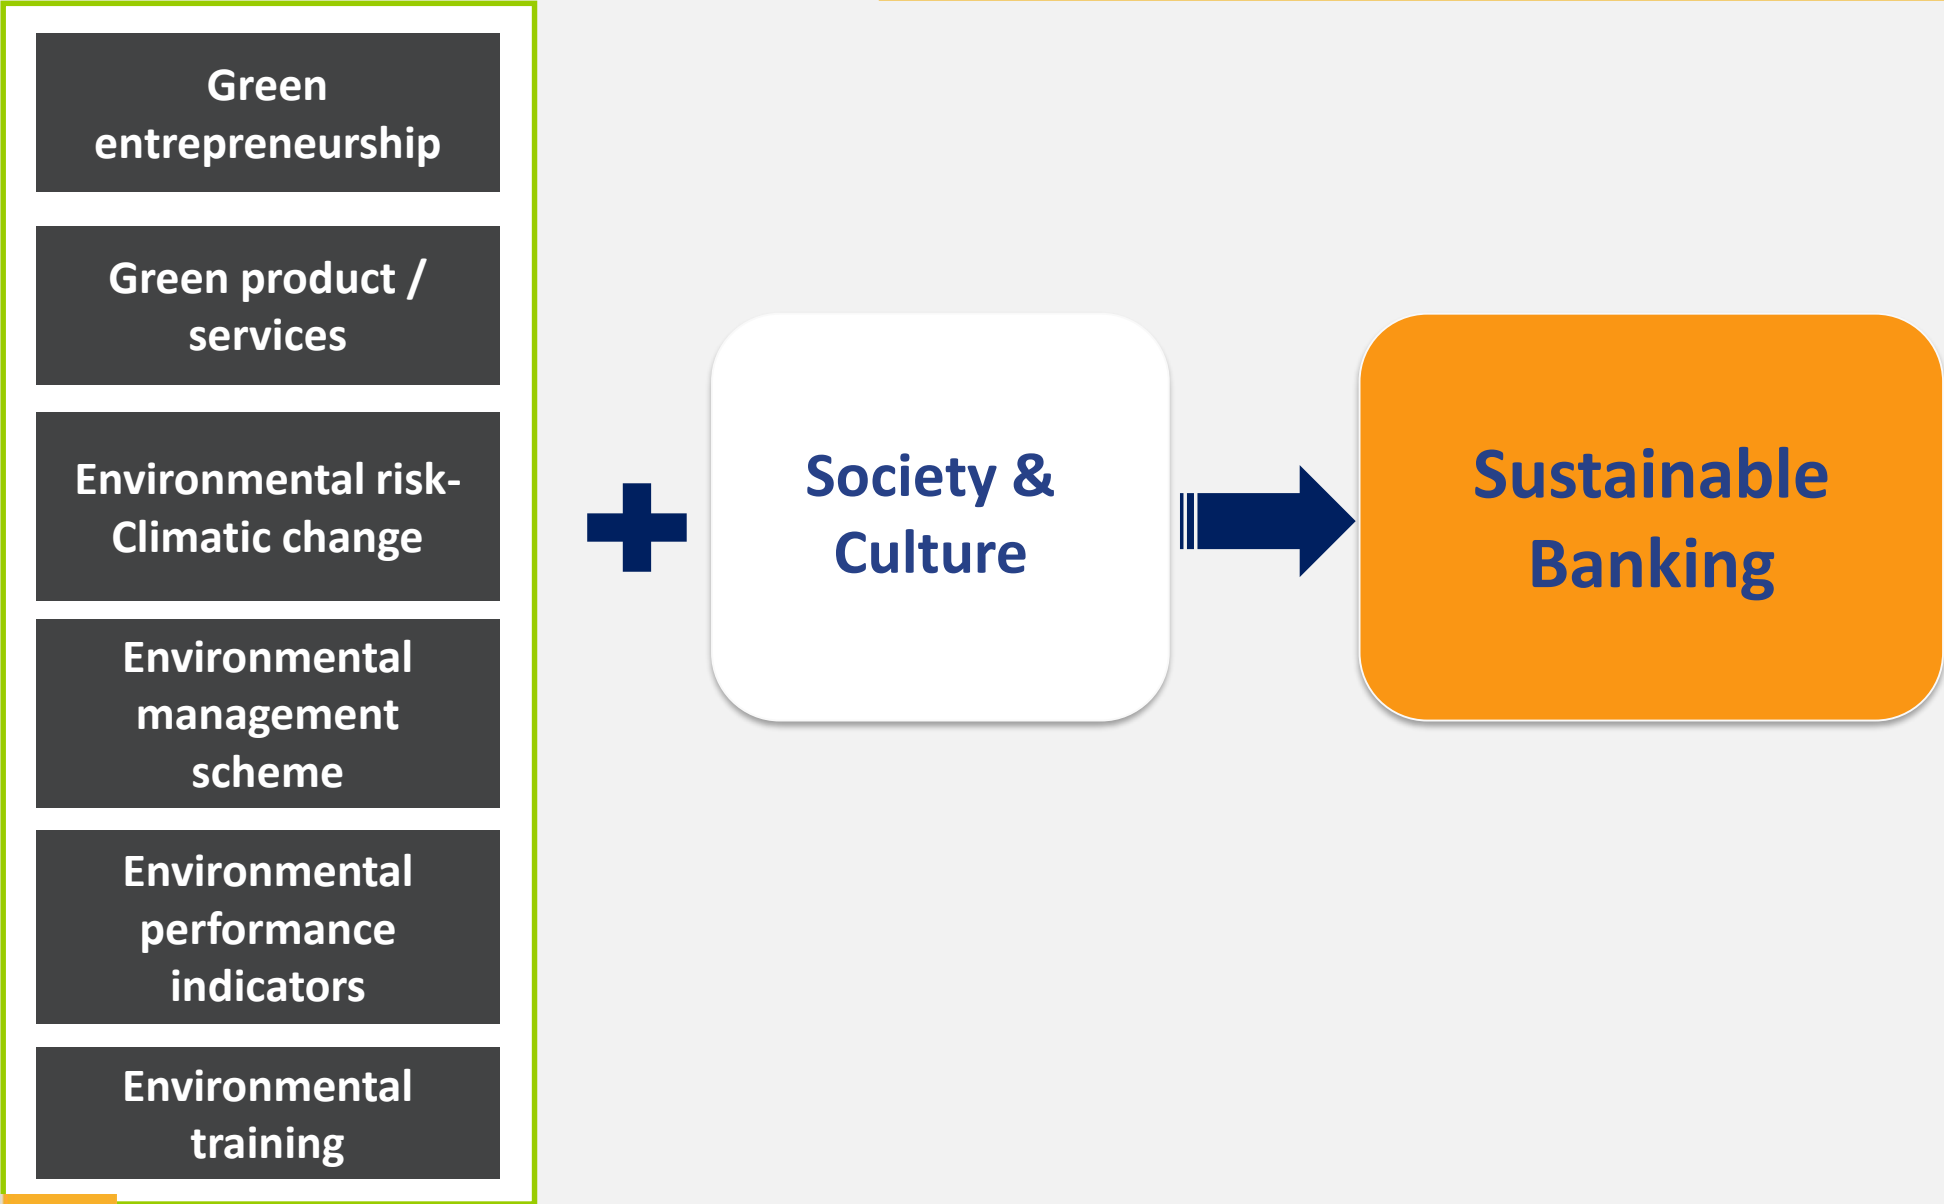 Green
entrepreneurship
Green product /
services
Environmental risk-
Climatic change
Environmental
management
scheme
Environmental
performance
indicators
Environmental
training
Society &
Culture
Sustainable
Banking